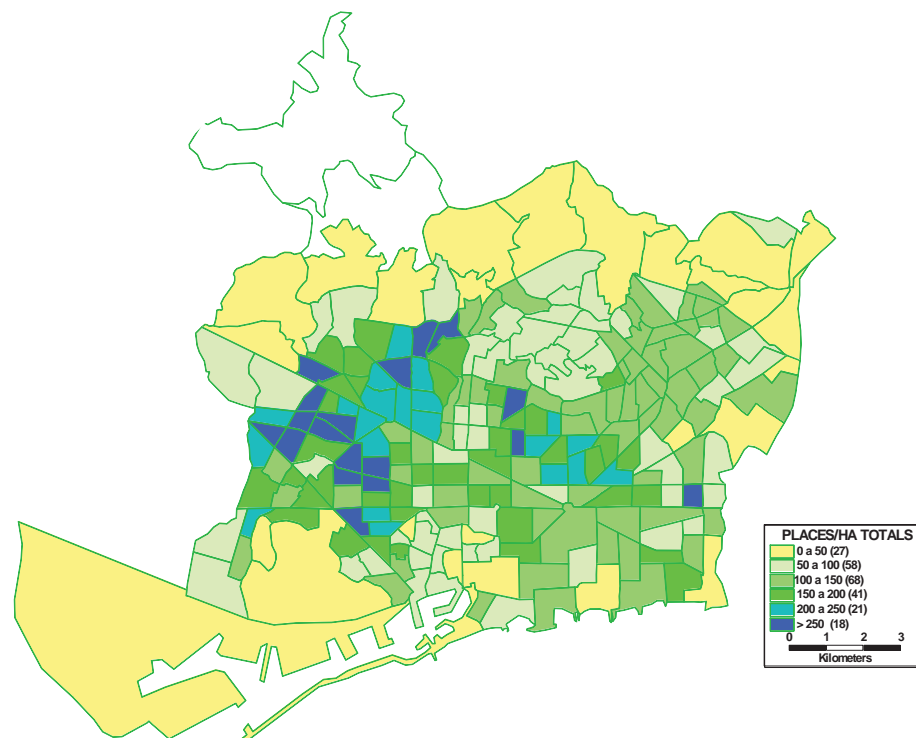 PLACES/HA TOTALS
0 a 50 (27)
50 a 100 (58)
100 a 150 (68)
150 a 200 (41)
200 a 250 (21)
> 250 (18)
0 1 2 3
Kilometers